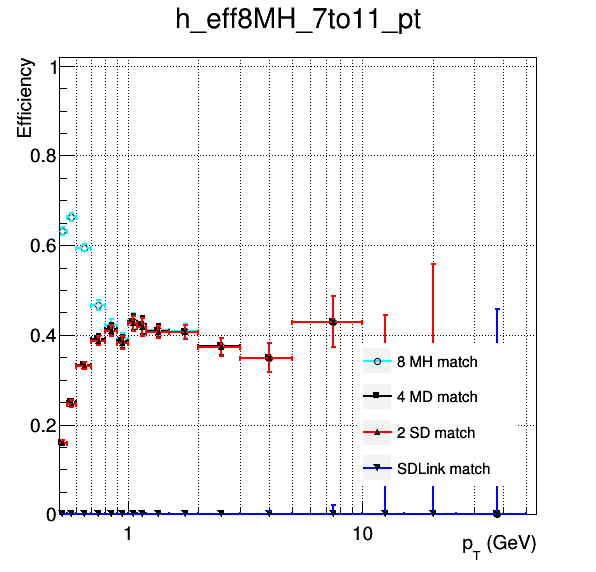 h_eff8MH_7to11_pt
Efficiency
1
0.8
0.6
0.4
0.2
0
8 MH match
4 MD match
2 SD match
SDLink match
1
10
p_T (GeV)